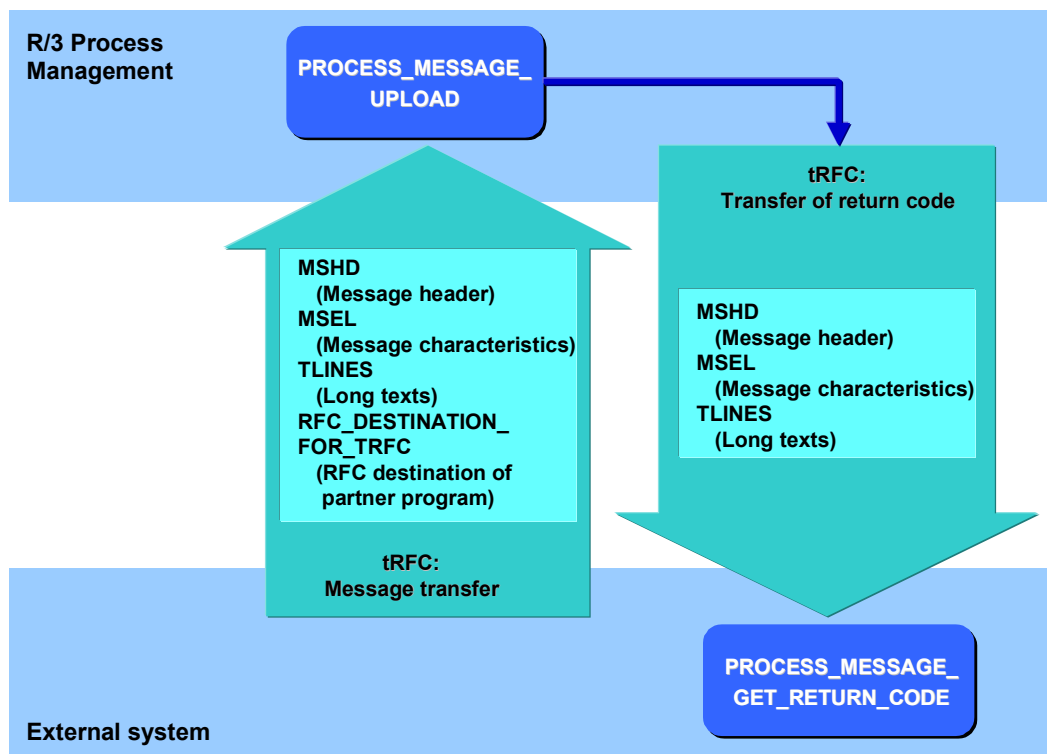 R/3 Process
Management
PROCESS_MESSAGE_
UPLOAD
tRFC:
Transfer of return code
MSHD
(Message header)
MSEL
(Message characteristics)
TLINES
(Long texts)
RFC_DESTINATION_
FOR_TRFC
(RFC destination of
partner program)
tRFC:
Message transfer
MSHD
(Message header)
MSEL
(Message characteristics)
TLINES
(Long texts)
PROCESS_MESSAGE_
GET_RETURN_CODE
External system